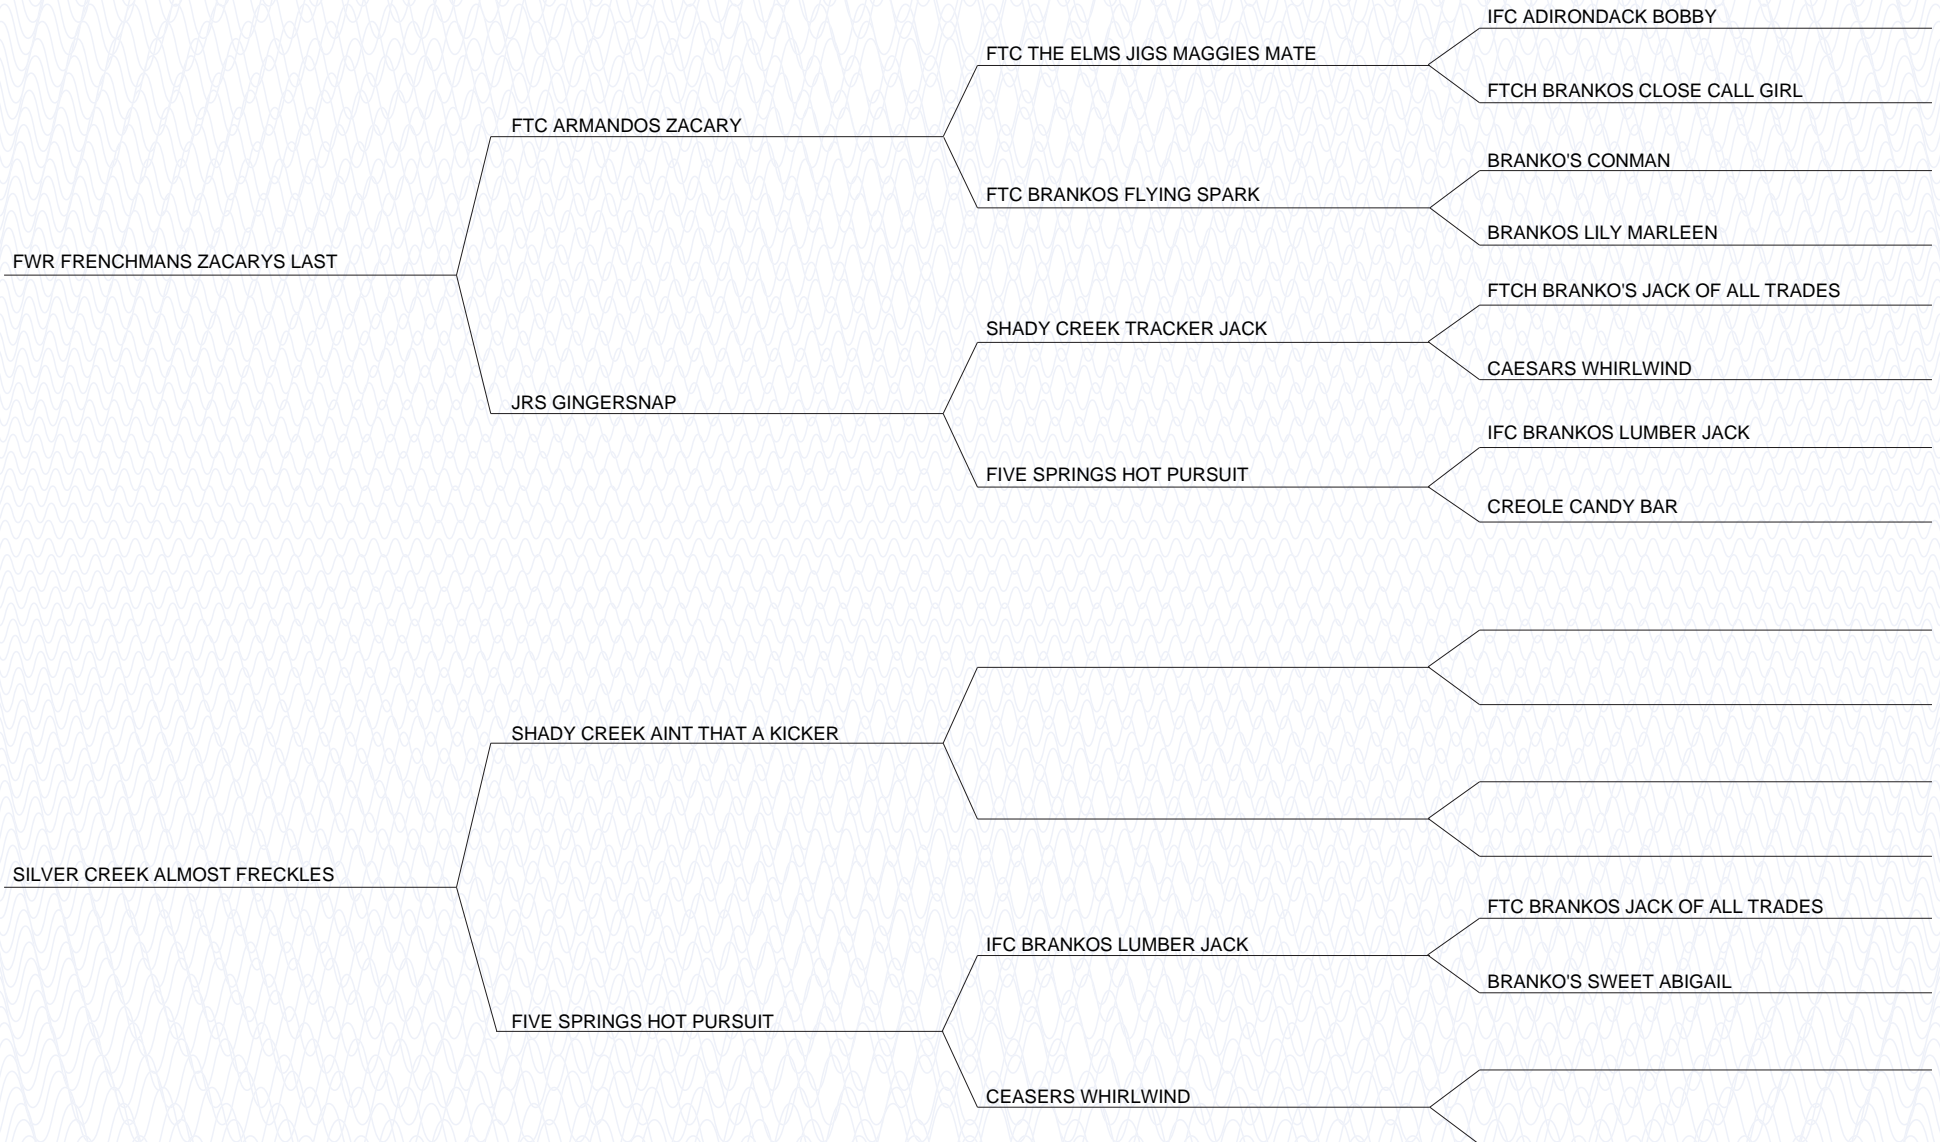 IFC ADIRONDACK BOBBY
FTC THE ELMS JIGS MAGGIES MATE
FTCH BRANKOS CLOSE CALL GIRL
FTC ARMANDOS ZACARY
BRANKO'S CONMAN
FTC BRANKOS FLYING SPARK
BRANKOS LILY MARLEEN
FWR FRENCHMANS ZACARYS LAST
FTCH BRANKO'S JACK OF ALL TRADES
SHADY CREEK TRACKER JACK
CAESARS WHIRLWIND
JRS GINGERSNAP
IFC BRANKOS LUMBER JACK
FIVE SPRINGS HOT PURSUIT
CREOLE CANDY BAR
SHADY CREEK AINT THAT A KICKER
SILVER CREEK ALMOST FRECKLES
FTC BRANKOS JACK OF ALL TRADES
IFC BRANKOS LUMBER JACK
BRANKO'S SWEET ABIGAIL
FIVE SPRINGS HOT PURSUIT
CEASERS WHIRLWIND